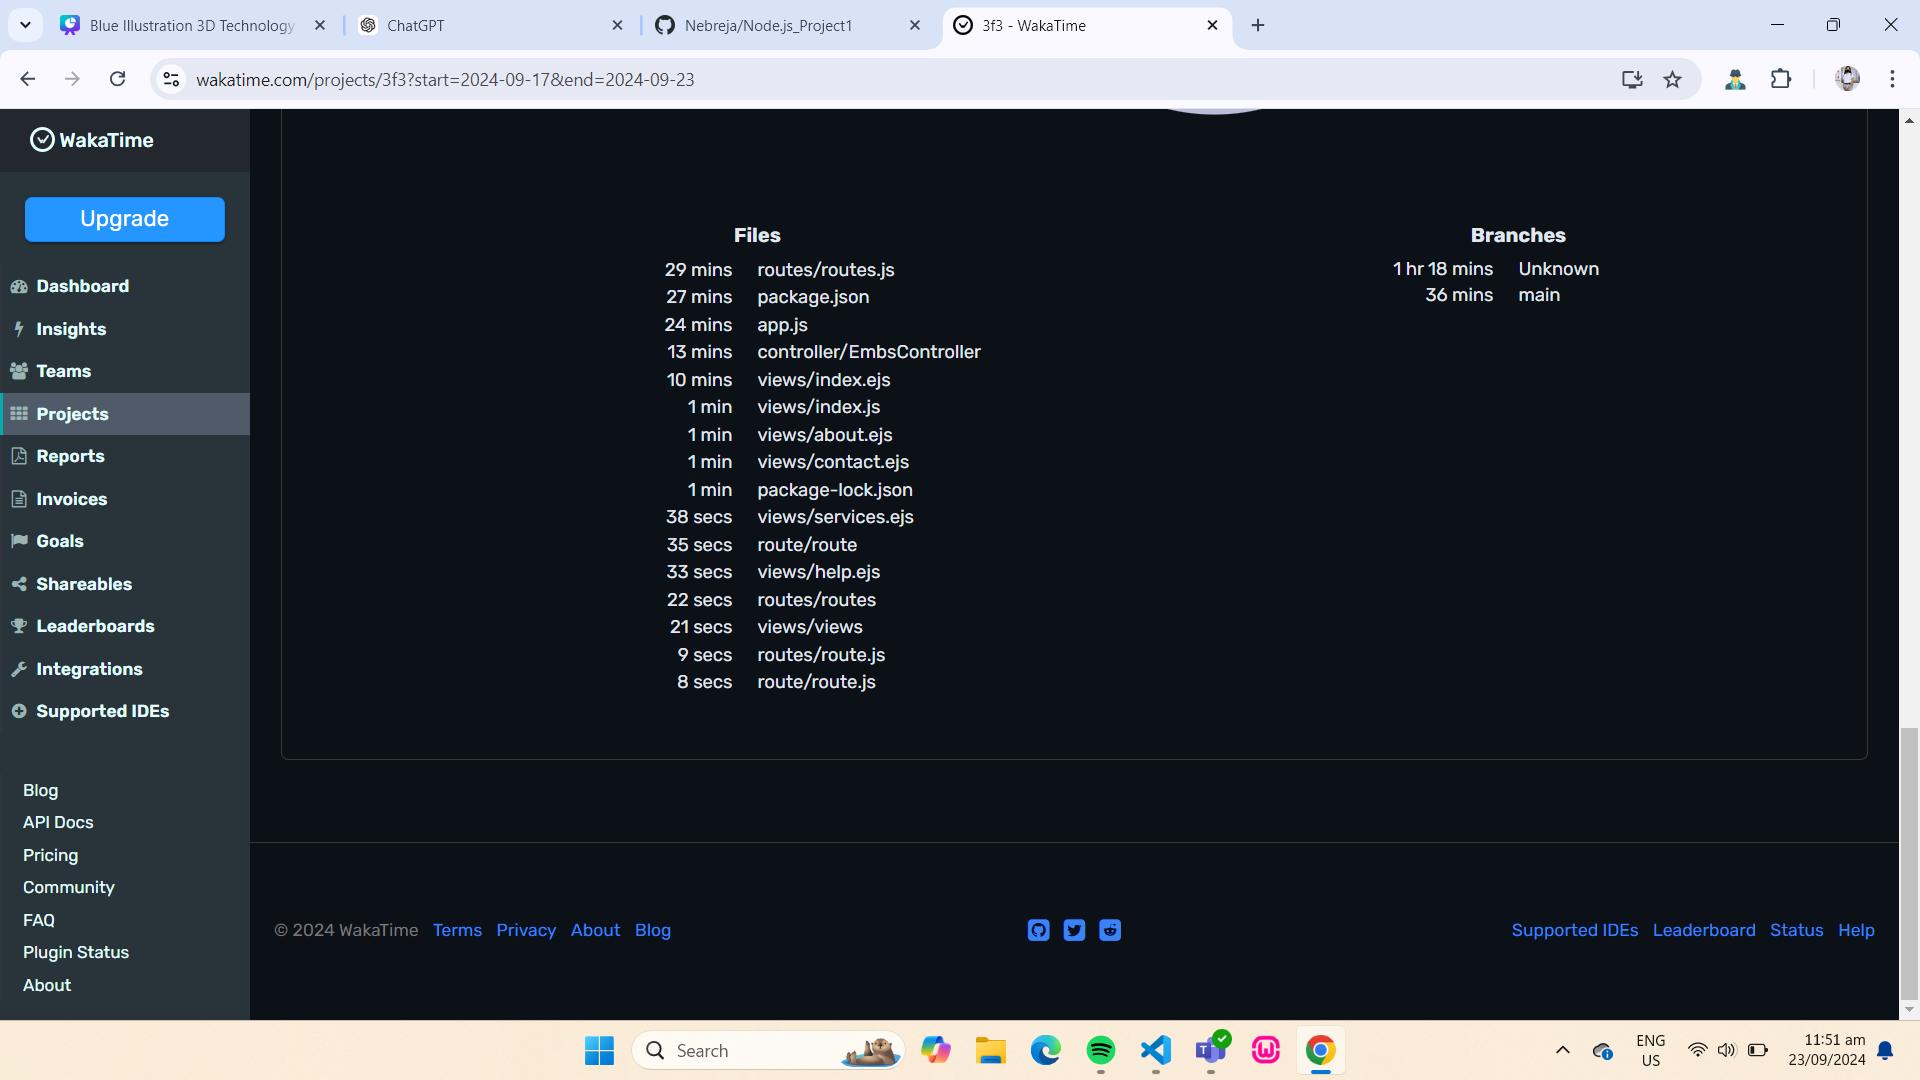 Blue Illustration 3D Technology
ChatGPT
Nebreja/Node.js_Project1
3f3 - WakaTime
wakatime.com/projects/3f3?start=2024-09-17&end=2024-09-23
WakaTime
Upgrade
Dashboard
Insights
Teams
Projects
Reports
Invoices
Goals
Shareables
Leaderboards
Integrations
Supported IDEs
Blog
API Docs
Pricing
Community
FAQ
Plugin Status
About
Files
29 mins routes/routes.js
27 mins package.json
24 mins app.js
13 mins controller/EmbsController
10 mins views/index.ejs
1 min views/index.js
1 min views/about.ejs
1 min views/contact.ejs
1 min package-lock.json
38 secs views/services.ejs
35 secs route/route
33 secs views/help.ejs
22 secs routes/routes
21 secs views/views
9 secs routes/route.js
8 secs route/route.js
Branches
1 hr 18 mins Unknown
36 mins main
© 2024 WakaTime Terms Privacy About Blog
Supported IDEs Leaderboard Status Help
Search
ENG
US
11:51 am
23/09/2024